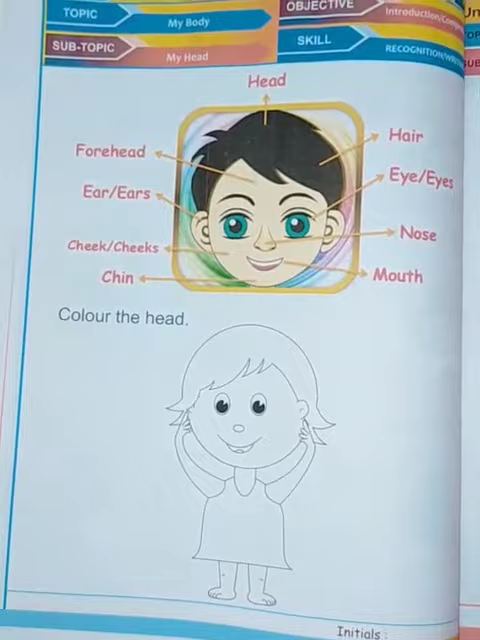 TOPIC
My Body
OBJECTIVE
SUB-TOPIC
My Head
SKILL
Head
Forehead
Hair
Ear/Ears
Eye/Eyes
Cheek/Cheeks
Nose
Chin
Mouth
Colour the head.
Initials :